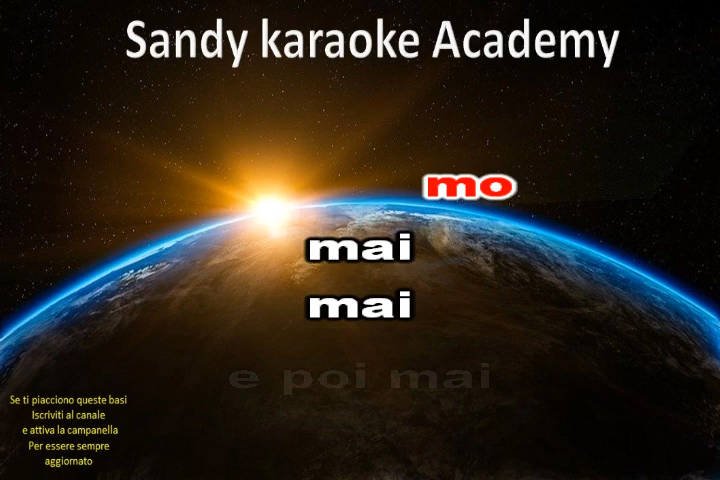 Sandy karaoke Academy
mo
mai
mai
e poi mai
Se ti piacciono queste basi
Iscriviti al canale
e attiva la campanella
Per essere sempre
aggiornato